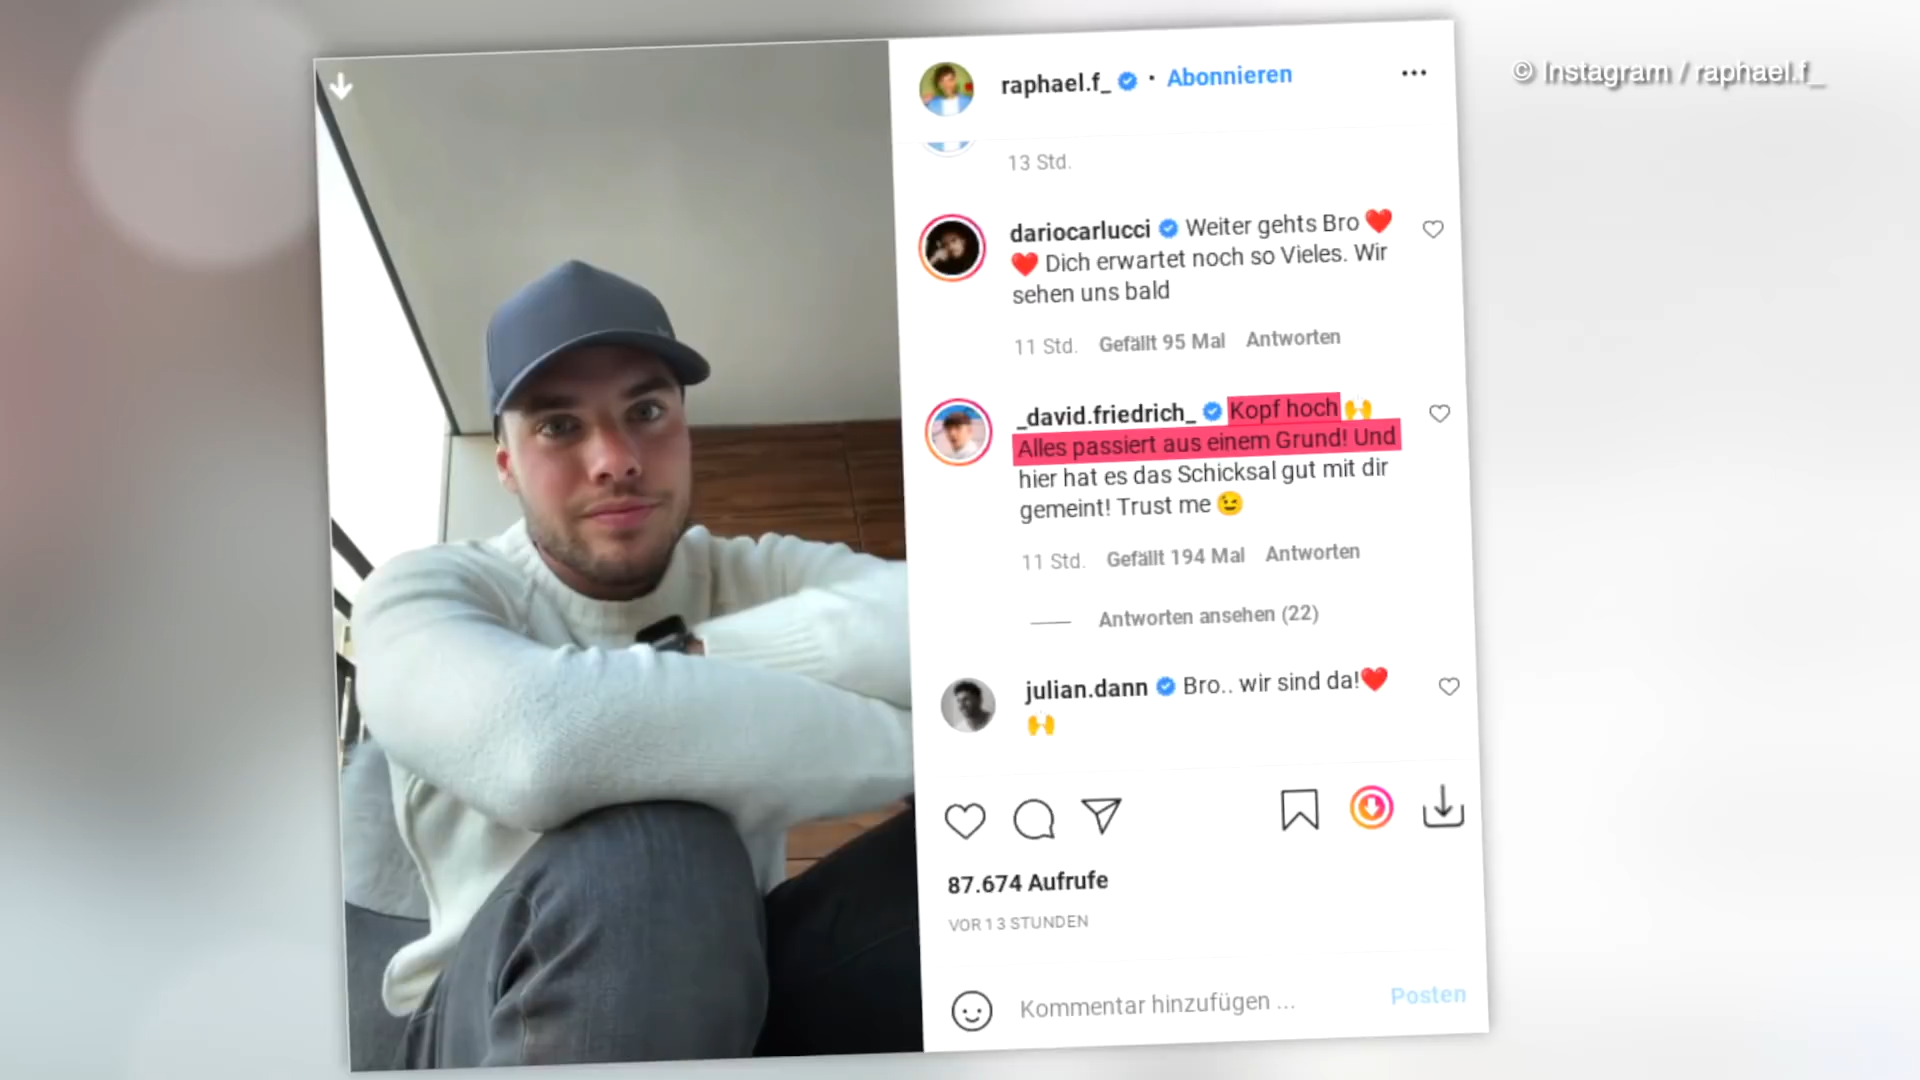 © Instagram / raphael.f_
raphael.f_ • Abonnieren
13 Std.
dariocarlucci Weiter gehts Bro ❤️
❤️ Dich erwartet noch so Vieles. Wir
sehen uns bald
11 Std. Gefällt 95 Mal Antworten
_david.friedrich_ Kopf hoch 🙌
Alles passiert aus einem Grund! Und
hier hat es das Schicksal gut mit dir
gemeint! Trust me 😉
11 Std. Gefällt 194 Mal Antworten
Antworten ansehen (22)
julian.dann Bro.. wir sind da!❤️
🙌
87.674 Aufrufe
VOR 13 STUNDEN
Kommentar hinzufügen ...
Posten